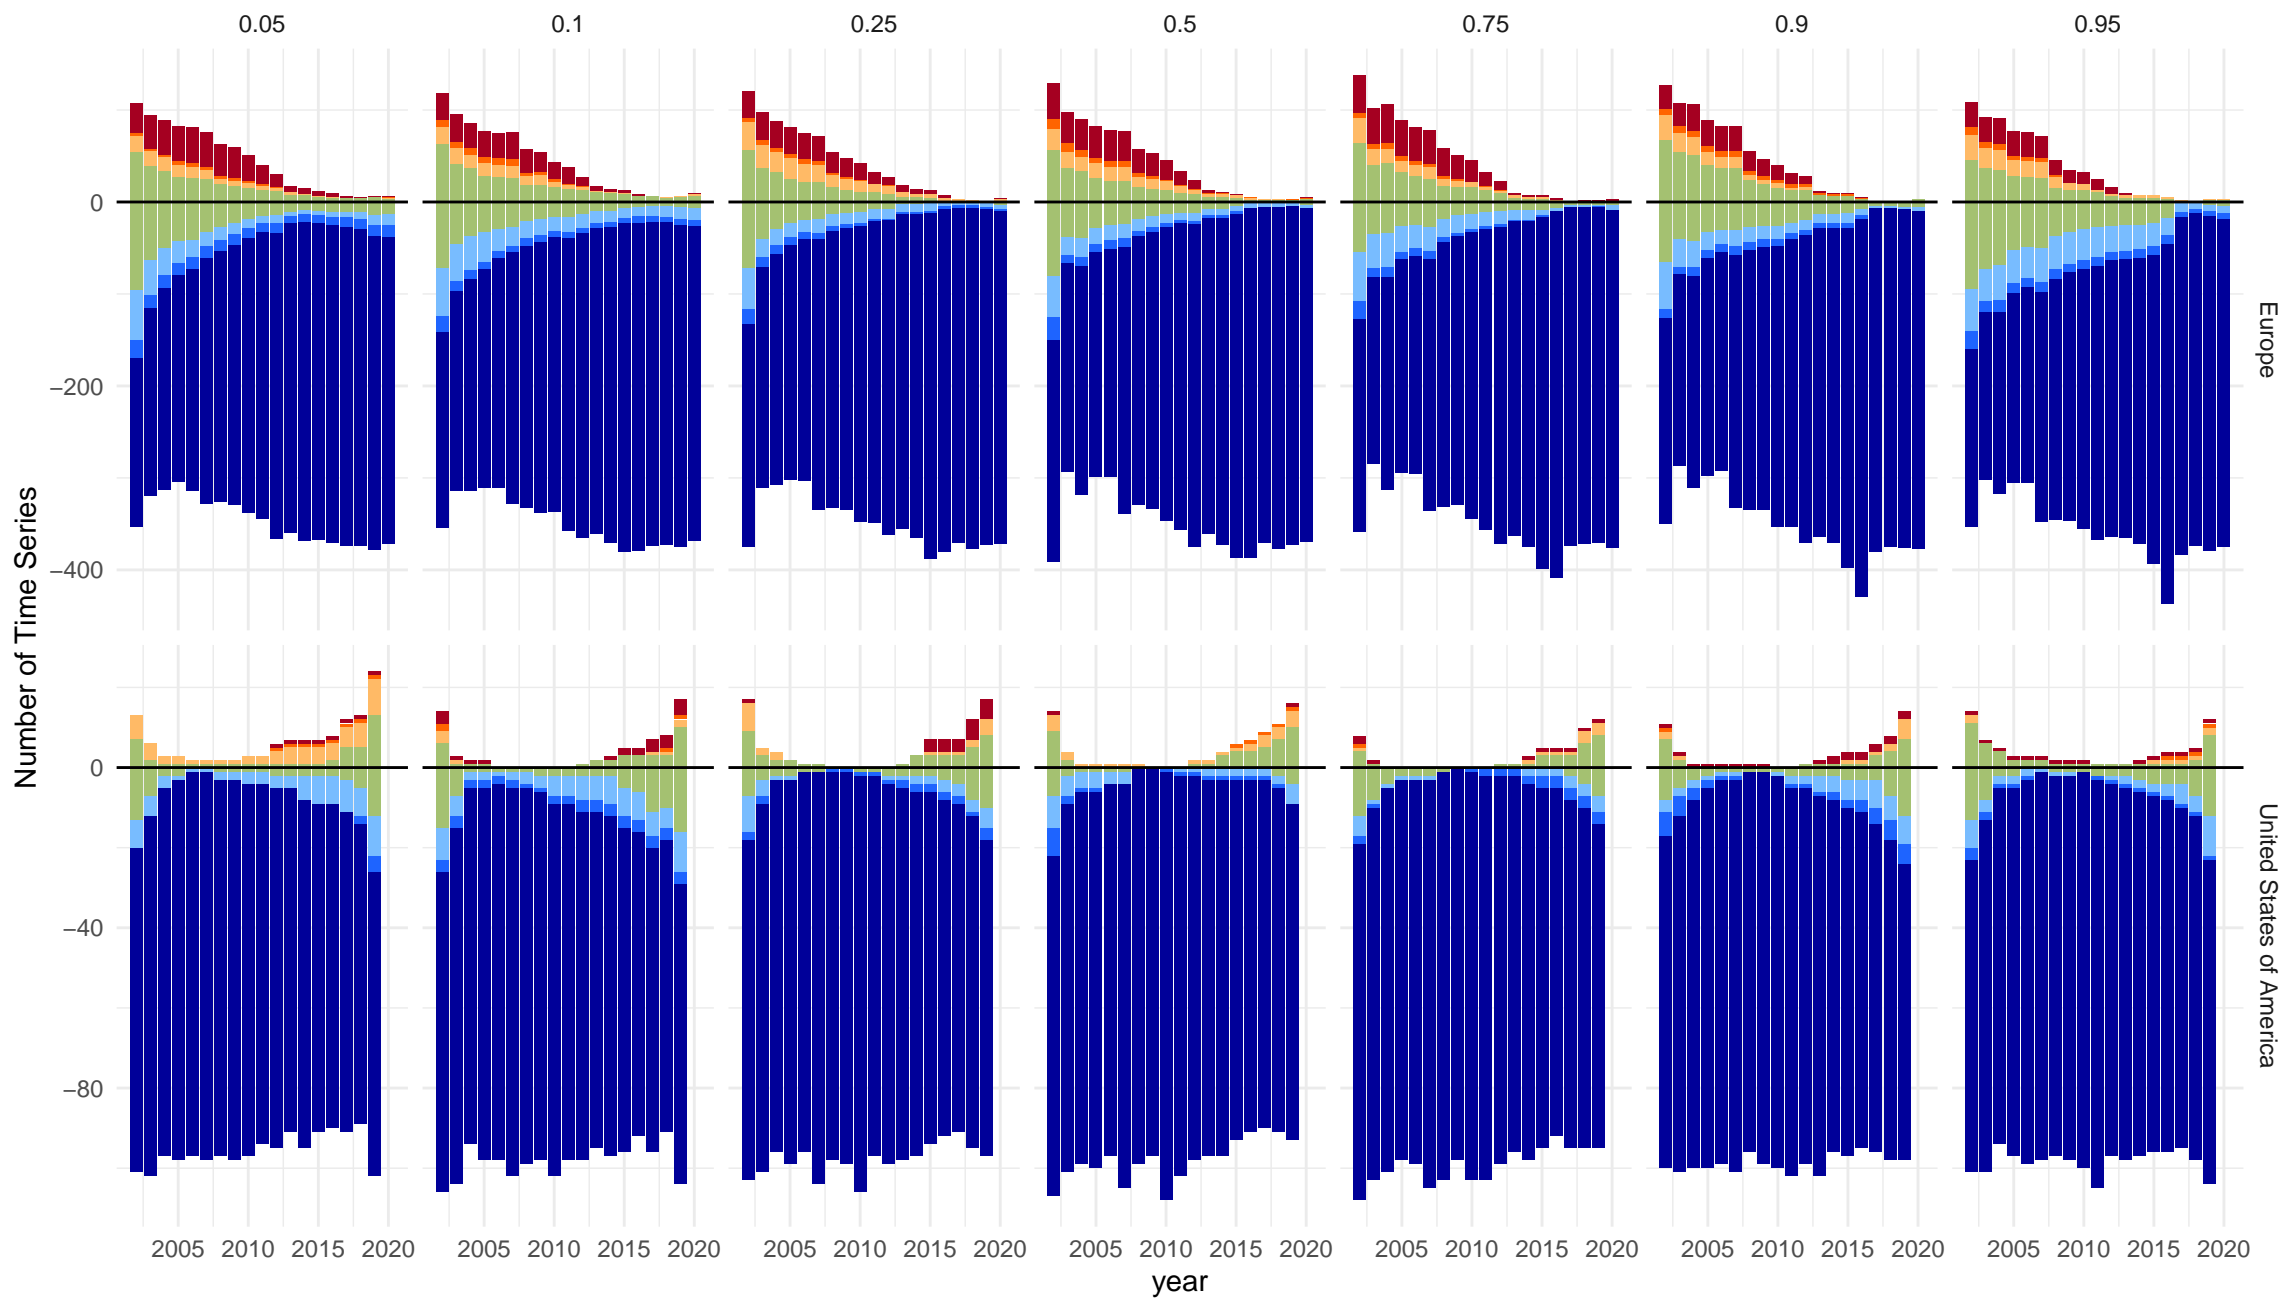 0.05 0.1 0.25 0.5 0.75 0.9 0.95
0
−200
−400
Europe
Number of Time Series
0
−40
−80
United States of America
2005 2010 2015 2020 2005 2010 2015 2020 2005 2010 2015 2020 2005 2010 2015 2020 2005 2010 2015 2020 2005 2010 2015 2020 2005 2010 2015 2020
year